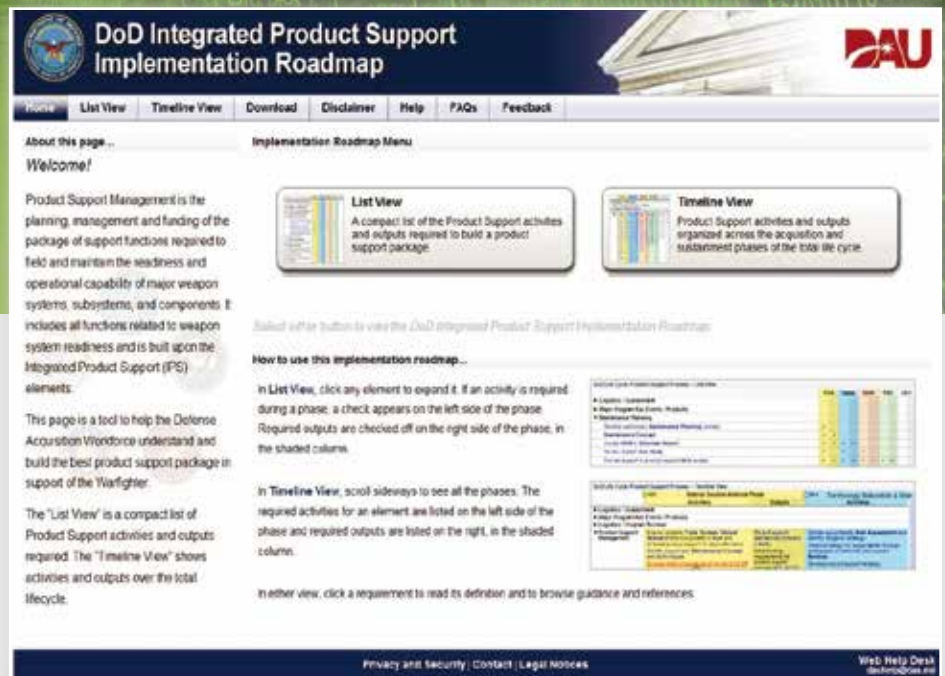 DoD Integrated Product Support
Implementation Roadmap
DAU
Home
List View
Timeline View
Download
Disclaimer
Help
FAQs
Feedback
About this page...
Welcome!
Product Support Management is the
planning, management and funding of the
package of support functions required to
field and maintain the readiness and
operational capability of major weapon
systems, subsystems, and components. It
includes all functions related to weapon
system readiness and is built upon the
Integrated Product Support (IPS)
elements.
This page is a tool to help the Defense
Acquisition Workforce understand and
build the best product support package in
support of the Warfighter.
The "List View" is a compact list of
Product Support activities and outputs
required. The "Timeline View" shows
activities and outputs over the total
lifecycle.
Implementation Roadmap Menu
List View
A compact list of the Product Support activities
and outputs required to build a product
support package.
Timeline View
Product Support activities and outputs
organized across the acquisition and
sustainment phases of the total life cycle.
Select either button to view the DoD Integrated Product Support Implementation Roadmap
How to use this implementation roadmap...
In List View, click any element to expand it. If an activity is required
during a phase, a check appears on the left side of the phase.
Required outputs are checked off on the right side of the phase, in
the shaded column.
In Timeline View, scroll sideways to see all the phases. The
required activities for an element are listed on the left side of the
phase and required outputs are listed on the right, in the shaded
column.
In either view, click a requirement to read its definition and to browse guidance and references.
Privacy and Security | Contact | Legal Notices
Web Help Desk
dauhelp@dau.mil